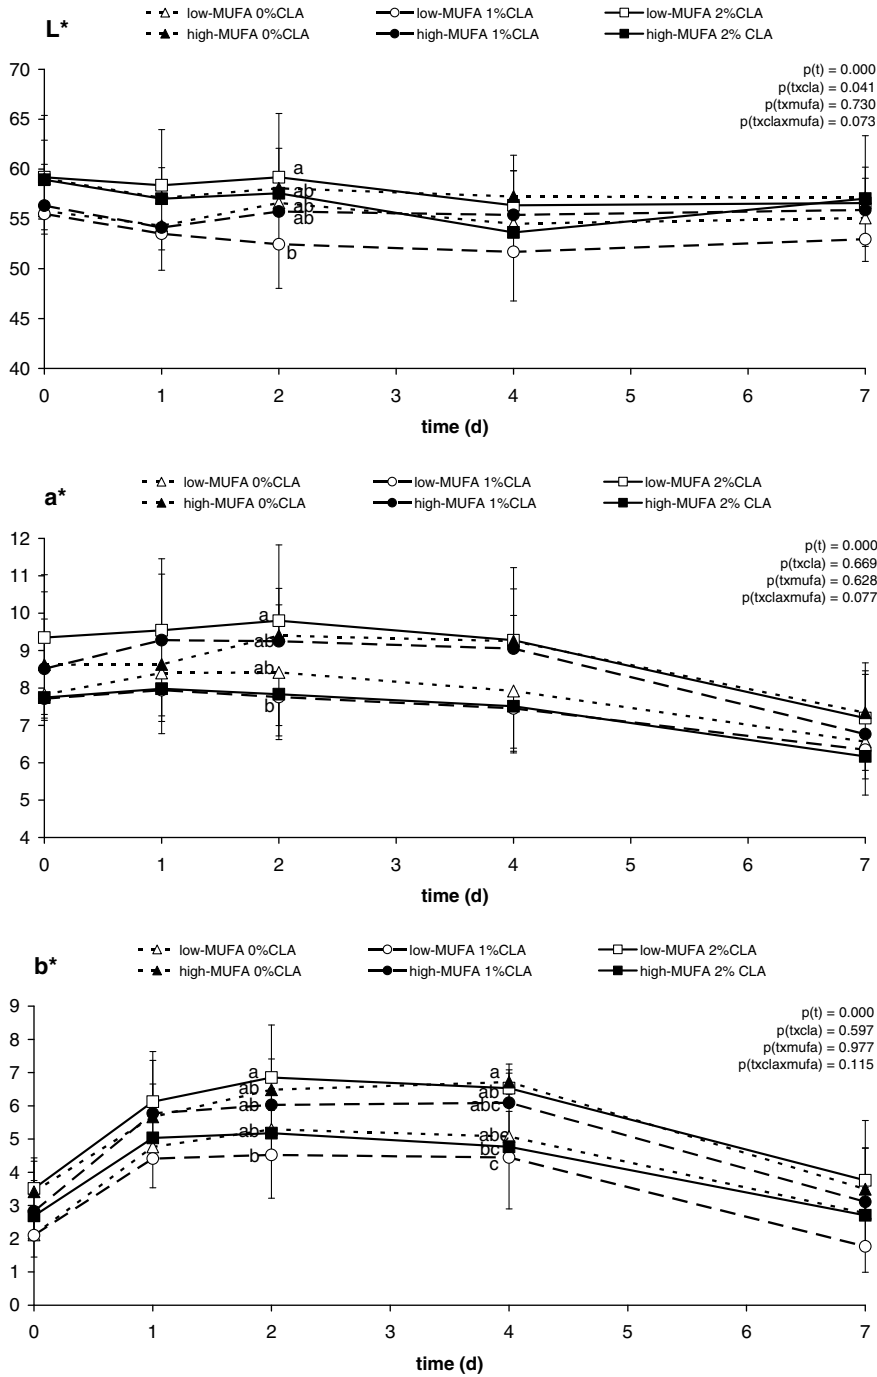 L*
low-MUFA 0%CLA low-MUFA 1%CLA low-MUFA 2%CLA
high-MUFA 0%CLA high-MUFA 1%CLA high-MUFA 2% CLA
p(t) = 0.000
p(txcla) = 0.041
p(txmufa) = 0.730
p(txclaxmufa) = 0.073
70
65
60
55
50
45
40
a
ab
ab
ab
b
0 1 2 3 4 5 6 7
time (d)
a*
low-MUFA 0%CLA low-MUFA 1%CLA low-MUFA 2%CLA
high-MUFA 0%CLA high-MUFA 1%CLA high-MUFA 2% CLA
p(t) = 0.000
p(txcla) = 0.669
p(txmufa) = 0.628
p(txclaxmufa) = 0.077
12
11
10
9
8
7
6
5
4
a
ab
ab
b
0 1 2 3 4 5 6 7
time (d)
b*
low-MUFA 0%CLA low-MUFA 1%CLA low-MUFA 2%CLA
high-MUFA 0%CLA high-MUFA 1%CLA high-MUFA 2% CLA
p(t) = 0.000
p(txcla) = 0.597
p(txmufa) = 0.977
p(txclaxmufa) = 0.115
9
8
7
6
5
4
3
2
1
0
a
ab
ab
ab
b
a
ab
abc
abc
bc
c
0 1 2 3 4 5 6 7
time (d)